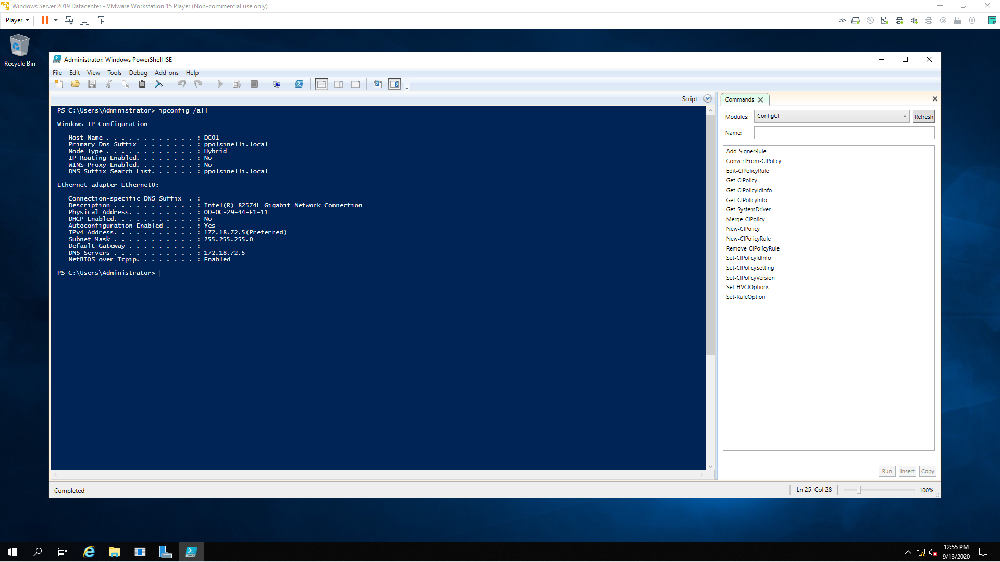 Windows Server 2019 Datacenter - VMware Workstation 15 Player (Non-commercial use only)
Player
Recycle Bin
Administrator: Windows PowerShell ISE
File Edit View Tools Debug Add-ons Help
Script
PS C:\Users\Administrator> ipconfig /all
Windows IP Configuration
Host Name . . . . . . . . . . . . : DC01
Primary Dns Suffix  . . . . . . . : ppolsinelli.local
Node Type . . . . . . . . . . . . : Hybrid
IP Routing Enabled. . . . . . . . : No
WINS Proxy Enabled. . . . . . . . : No
DNS Suffix Search List. . . . . . : ppolsinelli.local
Ethernet adapter Ethernet0:
Connection-specific DNS Suffix  . :
Description . . . . . . . . . . . : Intel(R) 82574L Gigabit Network Connection
Physical Address. . . . . . . . . : 00-0C-29-44-E1-11
DHCP Enabled. . . . . . . . . . . : No
Autoconfiguration Enabled . . . . : Yes
IPv4 Address. . . . . . . . . . . : 172.18.72.5(Preferred)
Subnet Mask . . . . . . . . . . . : 255.255.255.0
Default Gateway . . . . . . . . . :
DNS Servers . . . . . . . . . . . : 172.18.72.5
NetBIOS over Tcpip. . . . . . . . : Enabled
PS C:\Users\Administrator>
Commands
Modules: ConfigCI Refresh
Name:
Add-SignerRule
ConvertFrom-CIPolicy
Edit-CIPolicyRule
Get-CIPolicy
Get-CIPolicyIdInfo
Get-CIPolicyInfo
Get-SystemDriver
Merge-CIPolicy
New-CIPolicy
New-CIPolicyRule
Remove-CIPolicyRule
Set-CIPolicyIdInfo
Set-CIPolicySetting
Set-CIPolicyVersion
Set-HVCIOptions
Set-RuleOption
Run Insert Copy
Completed
Ln 25 Col 28
100%
12:55 PM
9/13/2020